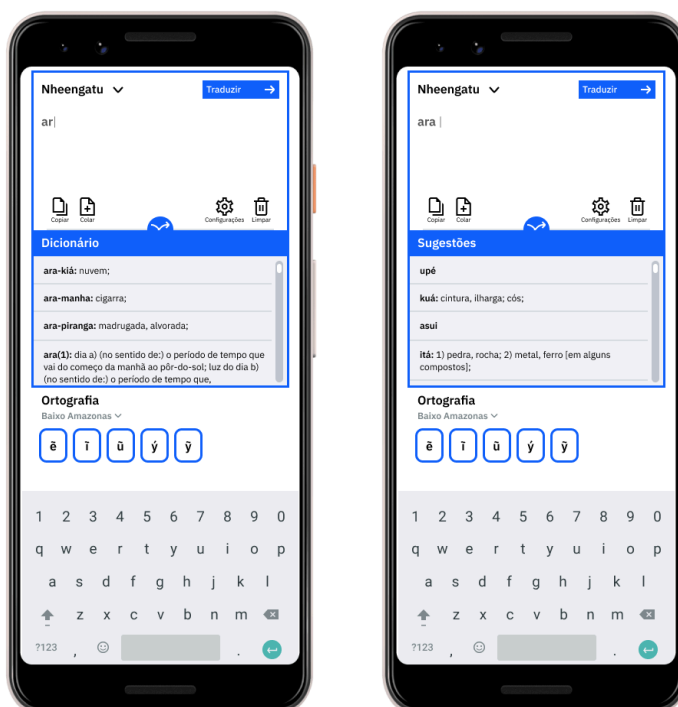 Nheengatu
Traduzir
ar
Copiar
Colar
Configurações
Limpar
Dicionário
ara-kiá: nuvem;
ara-manha: cigarra;
ara-piranga: madrugada, alvorada;
ara(1): dia a) (no sentido de:) o período de tempo que
vai do começo da manhã ao pôr-do-sol; luz do dia b)
(no sentido de:) o período de tempo que,
Ortografia
Baixo Amazonas
ẽ ĩ ũ ý ỹ
1 2 3 4 5 6 7 8 9 0
q w e r t y u i o p
a s d f g h j k l
z x c v b n m
?123 , .
Nheengatu
Traduzir
ara
Copiar
Colar
Configurações
Limpar
Sugestões
upé
kuá: cintura, ilharga; cós;
asui
itá: 1) pedra, rocha; 2) metal, ferro [em alguns
compostos];
Ortografia
Baixo Amazonas
ẽ ĩ ũ ý ỹ
1 2 3 4 5 6 7 8 9 0
q w e r t y u i o p
a s d f g h j k l
z x c v b n m
?123 , .